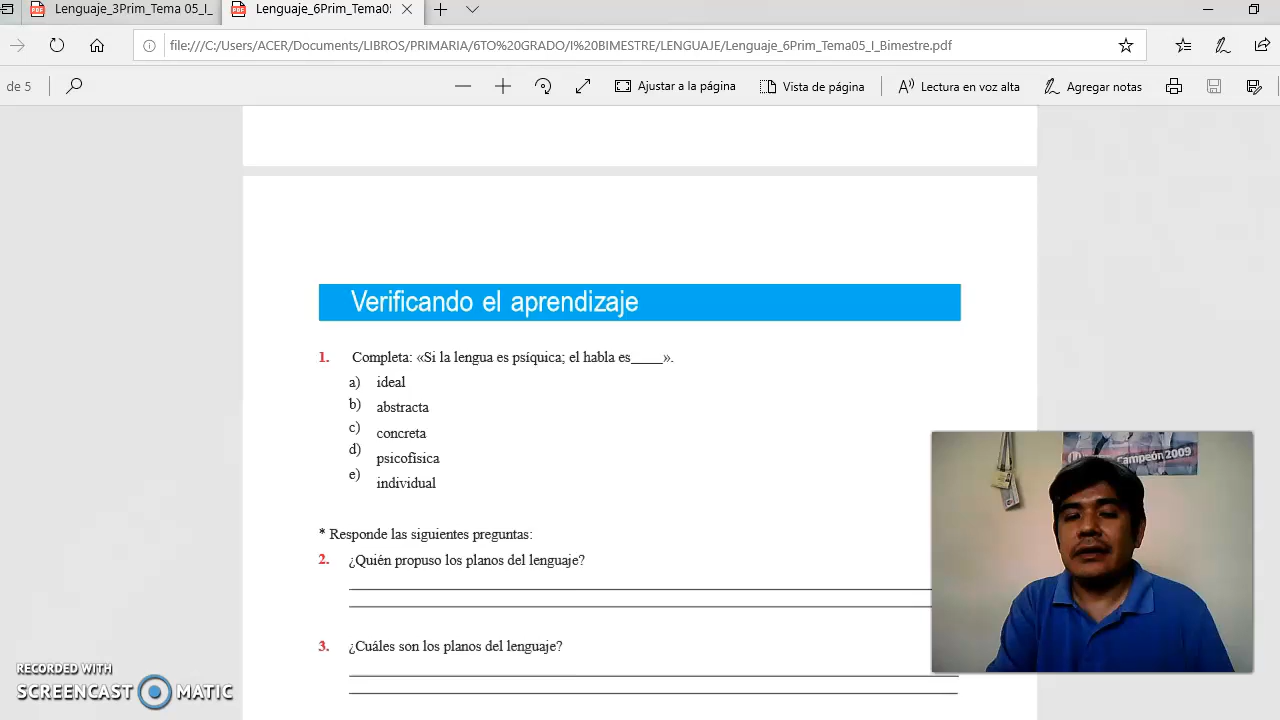 Lenguaje_3Prim_Tema 05_I_
Lenguaje_6Prim_Tema05
file:///C:/Users/ACER/Documents/LIBROS/PRIMARIA/6TO%20GRADO/I%20BIMESTRE/LENGUAJE/Lenguaje_6Prim_Tema05_I_Bimestre.pdf
de 5
Ajustar a la página
Vista de página
Lectura en voz alta
Agregar notas
Verificando el aprendizaje
1. Completa: «Si la lengua es psíquica; el habla es____».
a) ideal
b) abstracta
c) concreta
d) psicofísica
e) individual
* Responde las siguientes preguntas:
2. ¿Quién propuso los planos del lenguaje?
3. ¿Cuáles son los planos del lenguaje?
Campeón 2009
RECORDED WITH
SCREENCAST MATIC